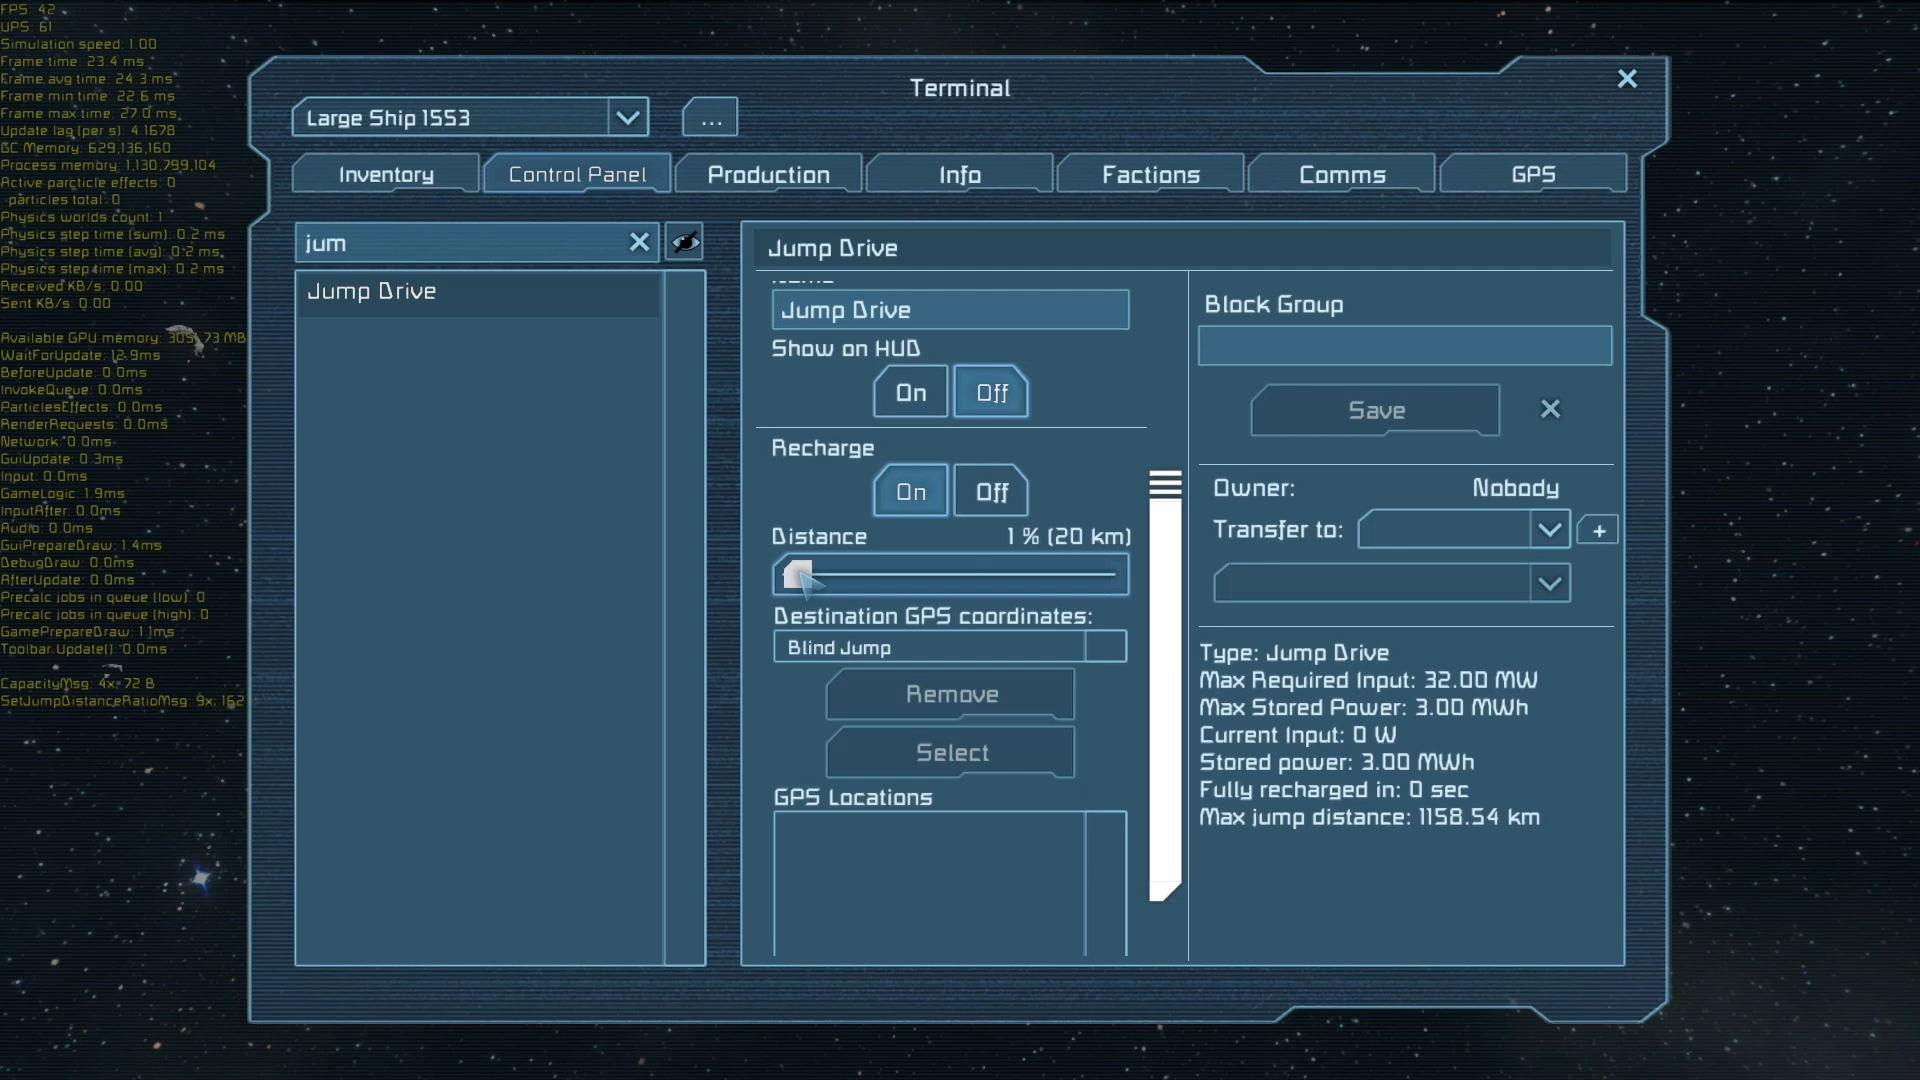 FPS: 42
UPS: 61
Simulation speed: 1.00
Frame time: 23.4 ms
Frame avg time: 24.3 ms
Frame min time: 22.6 ms
Frame max time: 27.0 ms
Update lag (per s): 4.1678
GC Memory: 629,136,160
Process memory: 1,130,799,104
Active particle effects: 0
particles total: 0
Physics worlds count: 1
Physics step time (sum): 0.2 ms
Physics step time (avg): 0.2 ms
Physics step time (max): 0.2 ms
Received KB/s: 0.00
Sent KB/s: 0.00
Available GPU memory: 73 MB
WaitForUpdate: 12.9ms
BeforeUpdate: 0.0ms
InvokeQueue: 0.0ms
ParticlesEffects: 0.0ms
RenderRequests: 0.0ms
Network: 0.0ms
GuiUpdate: 0.3ms
Input: 0.0ms
GameLogic: 1.9ms
InputAfter: 0.0ms
Audio: 0.0ms
GuiPrepareDraw: 1.4ms
DebugDraw: 0.0ms
AfterUpdate: 0.0ms
Precalc jobs in queue (low): 0
Precalc jobs in queue (high): 0
GamePrepareDraw: 1.1ms
Toolbar Update(): 0.0ms
CapacityMsg: 4x; 72 B
SetJumpDistanceRatioMsg: 9x; 162
Terminal
Large Ship 1553
...
Inventory
Control Panel
Production
Info
Factions
Comms
GPS
jum
Jump Drive
Jump Drive
Jump Drive
Show on HUD
On
Off
Recharge
On
Off
Distance
1 % (20 km)
Destination GPS coordinates:
Blind Jump
Remove
Select
GPS Locations
Block Group
Save
Owner:
Nobody
Transfer to:
+
Type: Jump Drive
Max Required Input: 32.00 MW
Max Stored Power: 3.00 MWh
Current Input: 0 W
Stored power: 3.00 MWh
Fully recharged in: 0 sec
Max jump distance: 1158.54 km